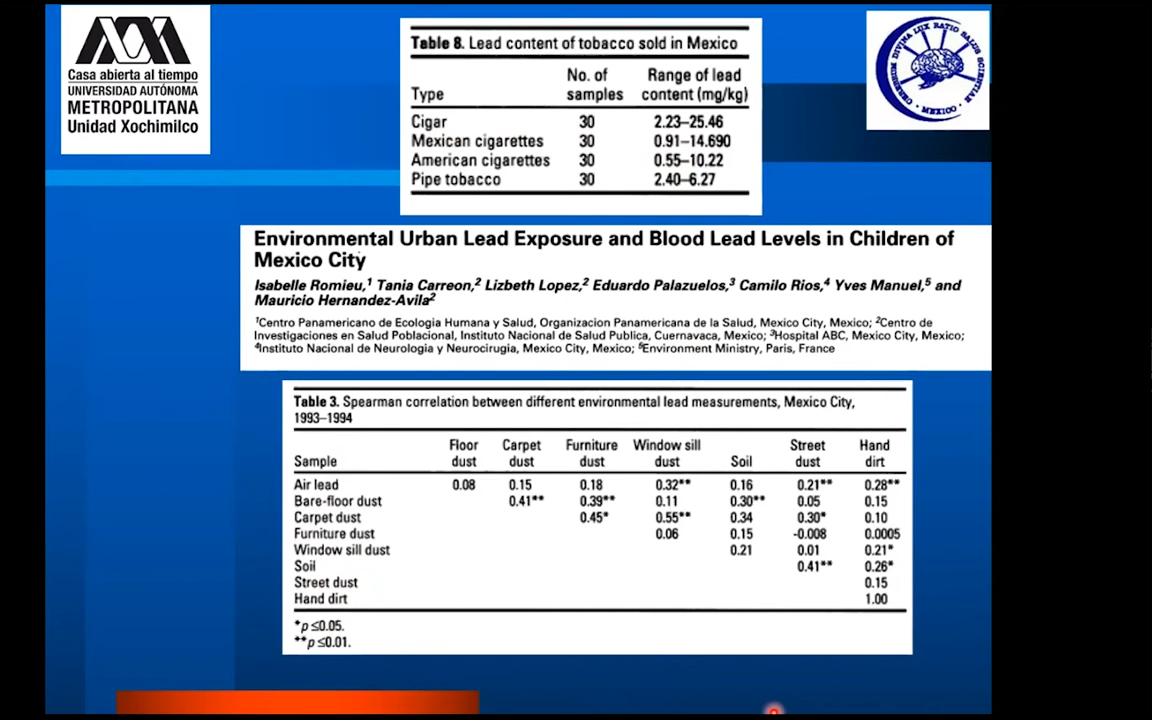 Casa abierta al tiempo
UNIVERSIDAD AUTÓNOMA
METROPOLITANA
Unidad Xochimilco
Table 8. Lead content of tobacco sold in Mexico
Type No. of samples Range of lead content (mg/kg)
Cigar 30 2.23–25.46
Mexican cigarettes 30 0.91–14.690
American cigarettes 30 0.55–10.22
Pipe tobacco 30 2.40–6.27
CEREBRUM DIVINA LUX RATIO SALUS SCIENTIAE
• MEXICO •
Environmental Urban Lead Exposure and Blood Lead Levels in Children of
Mexico City
Isabelle Romieu,¹ Tania Carreon,² Lizbeth Lopez,² Eduardo Palazuelos,³ Camilo Rios,⁴ Yves Manuel,⁵ and
Mauricio Hernandez-Avila²
¹Centro Panamericano de Ecologia Humana y Salud, Organizacion Panamericana de la Salud, Mexico City, Mexico; ²Centro de
Investigaciones en Salud Poblacional, Instituto Nacional de Salud Publica, Cuernavaca, Mexico; ³Hospital ABC, Mexico City, Mexico;
⁴Instituto Nacional de Neurologia y Neurocirugia, Mexico City, Mexico; ⁵Environment Ministry, Paris, France
Table 3. Spearman correlation between different environmental lead measurements, Mexico City,
1993–1994
Floor Carpet Furniture Window sill Street Hand
Sample dust dust dust dust Soil dust dirt
Air lead 0.08 0.15 0.18 0.32** 0.16 0.21** 0.28**
Bare-floor dust 0.41** 0.39** 0.11 0.30** 0.05 0.15
Carpet dust 0.45* 0.55** 0.34 0.30* 0.10
Furniture dust 0.06 0.15 -0.008 0.0005
Window sill dust 0.21 0.01 0.21*
Soil 0.41** 0.26*
Street dust 0.15
Hand dirt 1.00
*p ≤0.05.
**p ≤0.01.